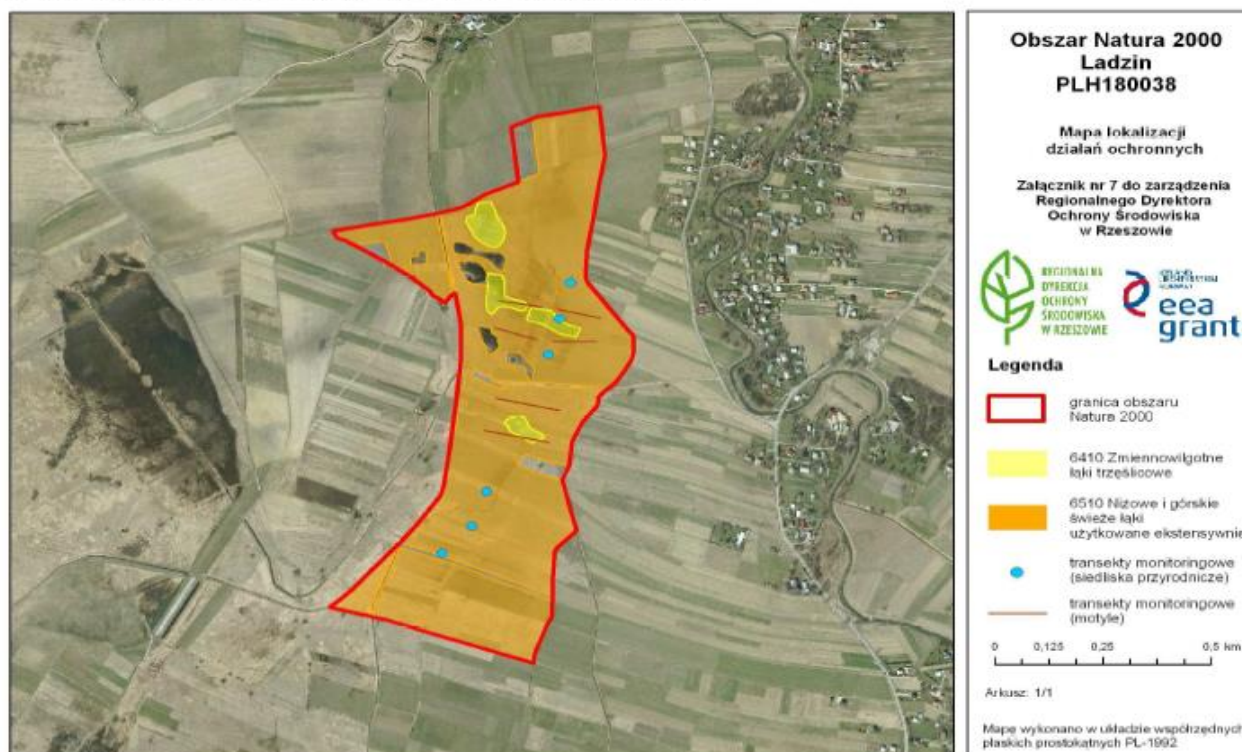 Obszar Natura 2000
Ladzin
PLH180038
Mapa lokalizacji
działań ochronnych
Załącznik nr 7 do zarządzenia
Regionalnego Dyrektora
Ochrony Środowiska
w Rzeszowie
REGIONALNA
DYREKCJA
OCHRONY
ŚRODOWISKA
W RZESZOWIE
eea
grant
Legenda
granica obszaru
Natura 2000
6410 Zmiennowilgotne
łąki trzęślicowe
6510 Niżowe i górskie
świeże łąki
użytkowane ekstensywnie
transekty monitoringowe
(siedliska przyrodnicze)
transekty monitoringowe
(motyle)
0 0,125 0,25 0,5 km
Arkusz: 1/1
Mapę wykonano w układzie współrzędnych
płaskich prostokątnych PL-1992